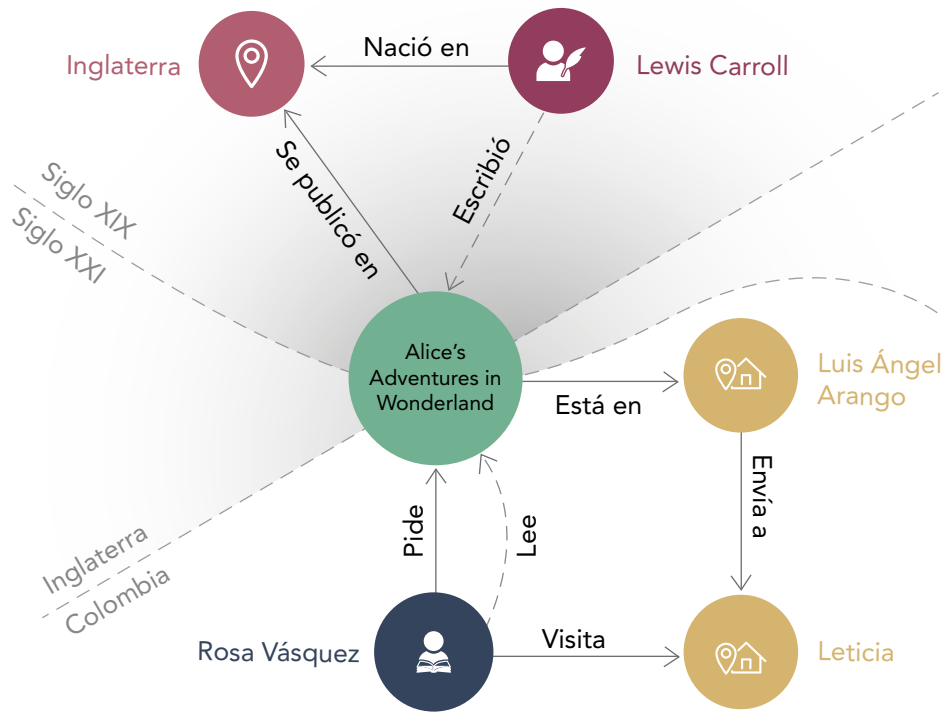 Inglaterra
Nació en
Lewis Carroll
Se publicó en
Escribió
Siglo XIX
Siglo XXI
Alice's
Adventures in
Wonderland
Está en
Luis Ángel
Arango
Envía a
Pide
Lee
Inglaterra
Colombia
Rosa Vásquez
Visita
Leticia